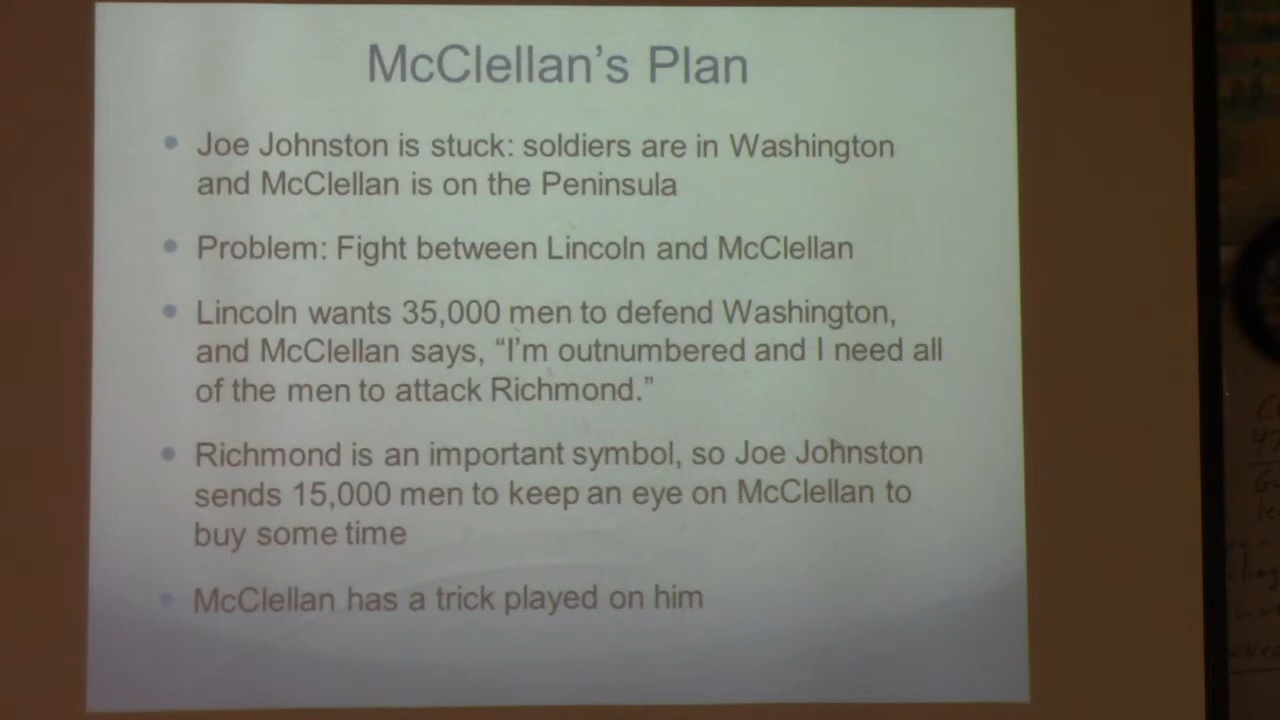 McClellan's Plan
• Joe Johnston is stuck: soldiers are in Washington
and McClellan is on the Peninsula
• Problem: Fight between Lincoln and McClellan
• Lincoln wants 35,000 men to defend Washington,
and McClellan says, “I'm outnumbered and I need all
of the men to attack Richmond.”
• Richmond is an important symbol, so Joe Johnston
sends 15,000 men to keep an eye on McClellan to
buy some time
• McClellan has a trick played on him